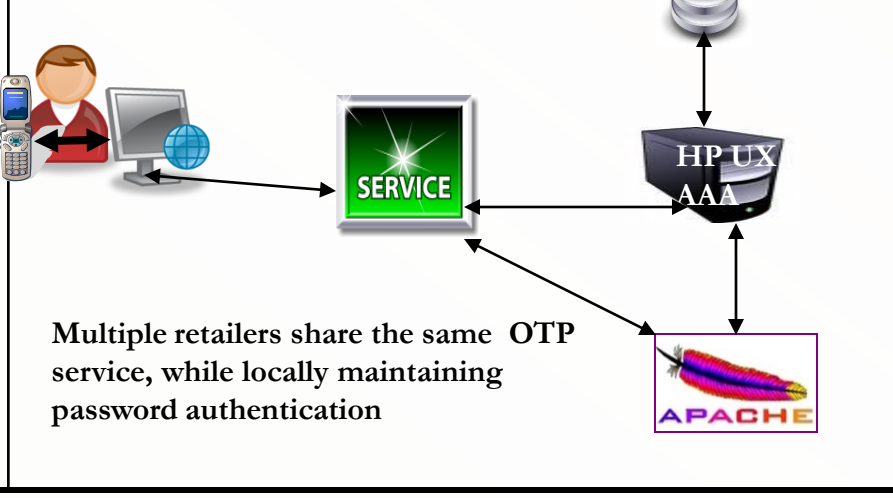 HP UX
AAA
SERVICE
Multiple retailers share the same OTP
service, while locally maintaining
password authentication
APACHE